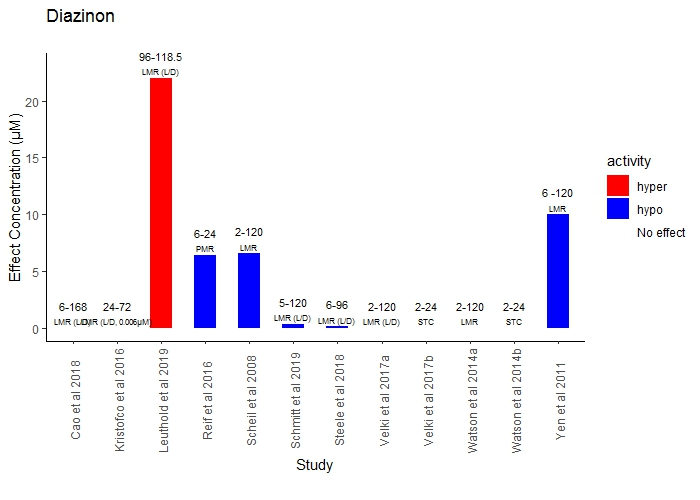 Diazinon
96-118.5
LMR (L/D)
6 -120
LMR
6-24
PMR
2-120
LMR
6-168
LMR (L/D)
24-72
LMR (L/D, 0.006µM)
5-120
LMR (L/D)
6-96
LMR (L/D)
2-120
LMR (L/D)
2-24
STC
2-120
LMR
2-24
STC
Effect Concentration (µM)
20
15
10
5
0
Cao et al 2018
Kristofco et al 2016
Leuthold et al 2019
Reif et al 2016
Scheil et al 2008
Schmitt et al 2019
Steele et al 2018
Velki et al 2017a
Velki et al 2017b
Watson et al 2014a
Watson et al 2014b
Yen et al 2011
Study
activity
hyper
hypo
No effect